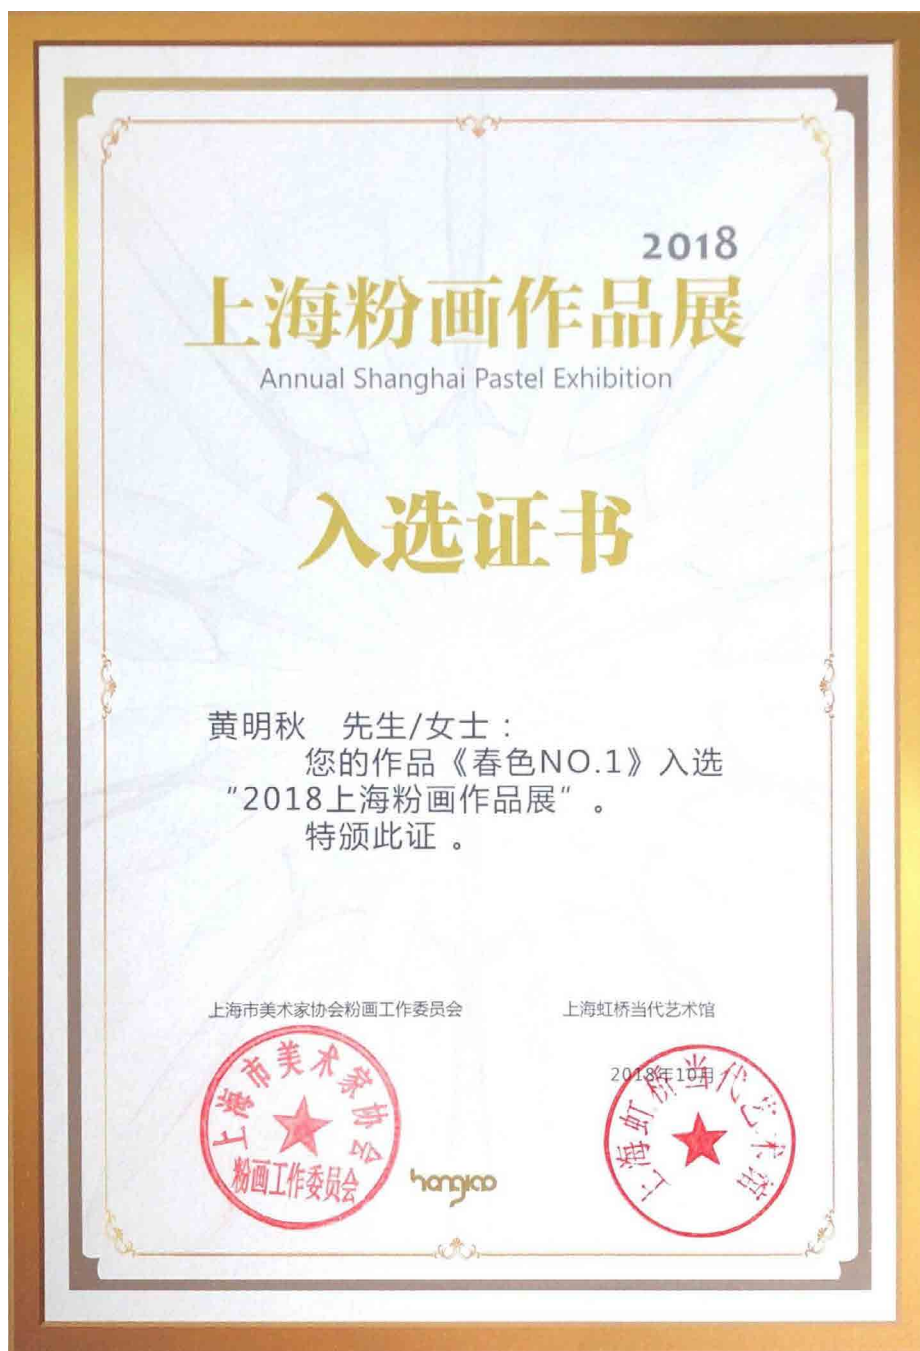 2018
上海粉画作品展
Annual Shanghai Pastel Exhibition
入选证书
黄明秋 先生/女士：
您的作品《春色NO.1》入选
“2018上海粉画作品展”。
特颁此证 。
上海市美术家协会粉画工作委员会
上海虹桥当代艺术馆
2018年10月
上海市美术家协会
粉画工作委员会
上海虹桥当代艺术馆